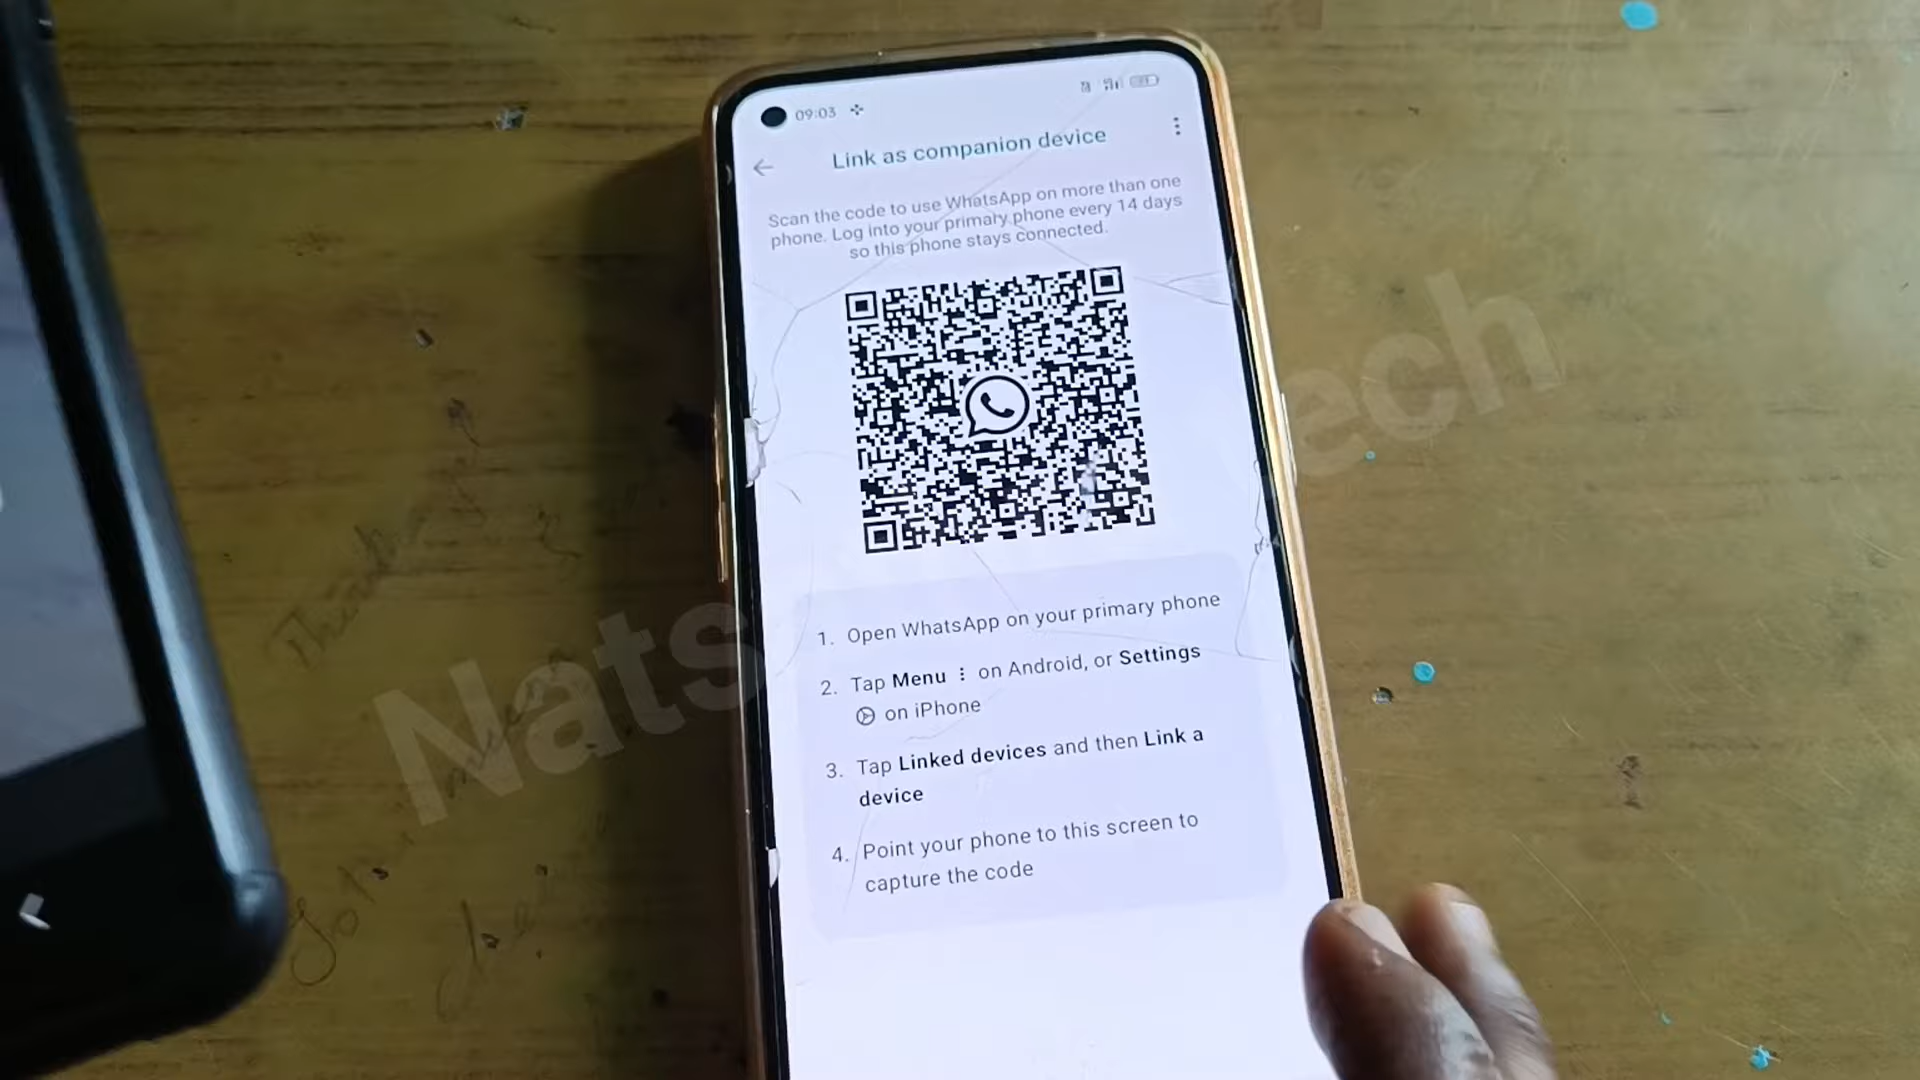 09:03
Link as companion device
Scan the code to use WhatsApp on more than one
phone. Log into your primary phone every 14 days
so this phone stays connected.
1. Open WhatsApp on your primary phone
2. Tap Menu ⋮ on Android, or Settings
on iPhone
3. Tap Linked devices and then Link a
device
4. Point your phone to this screen to
capture the code
Nats ech